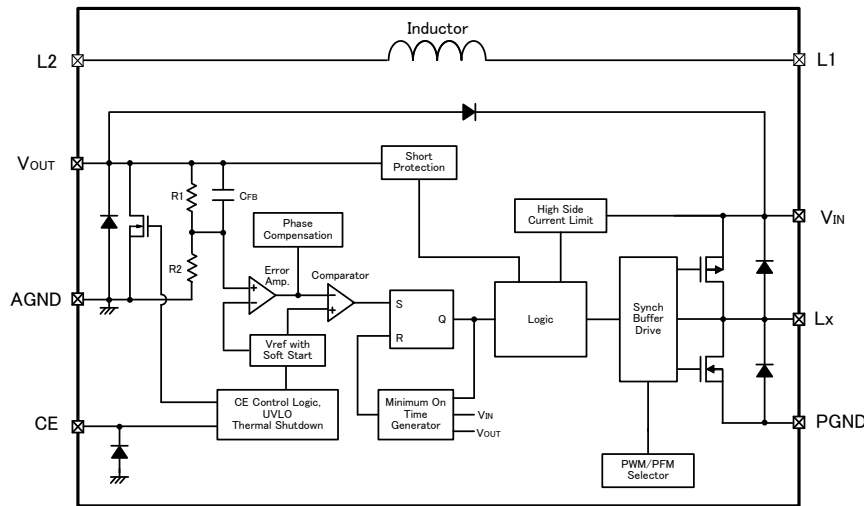 Inductor
L2
L1
VOUT
Short
Protection
R1
CFB
High Side
Current Limit
VIN
Phase
Compensation
R2
Error
Amp.
Comparator
AGND
S
Q
R
Logic
Synch
Buffer
Drive
Lx
Vref with
Soft Start
CE Control Logic,
UVLO
Thermal Shutdown
Minimum On
Time
Generator
VIN
VOUT
CE
PGND
PWM/PFM
Selector